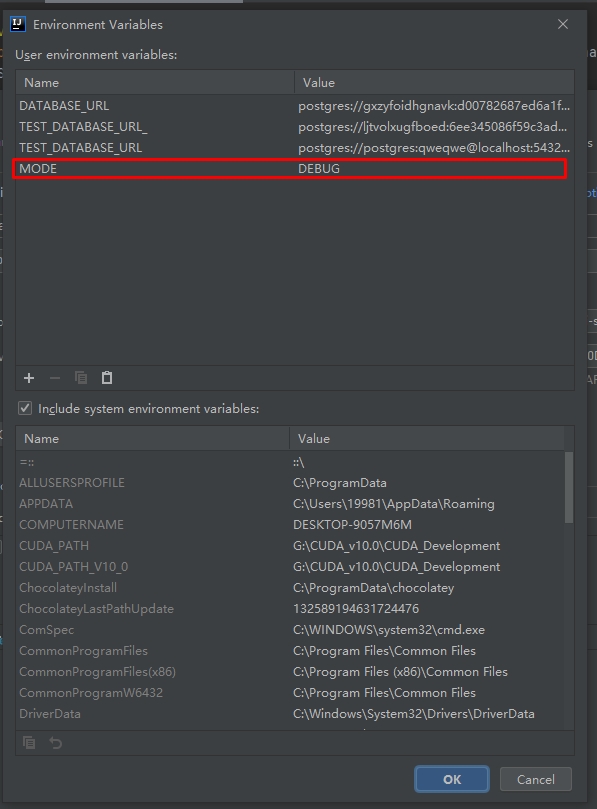 Environment Variables
User environment variables:
Name Value
DATABASE_URL postgres://gxzyfoidhgnavk:d00782687ed6a1f...
TEST_DATABASE_URL_ postgres://ljtvolxugfboed:6ee345086f59c3ad...
TEST_DATABASE_URL postgres://postgres:qweqwe@localhost:5432...
MODE DEBUG
Include system environment variables:
Name Value
=:: ::\
ALLUSERSPROFILE C:\ProgramData
APPDATA C:\Users\19981\AppData\Roaming
COMPUTERNAME DESKTOP-9057M6M
CUDA_PATH G:\CUDA_v10.0\CUDA_Development
CUDA_PATH_V10_0 G:\CUDA_v10.0\CUDA_Development
ChocolateyInstall C:\ProgramData\chocolatey
ChocolateyLastPathUpdate 132589194631724476
ComSpec C:\WINDOWS\system32\cmd.exe
CommonProgramFiles C:\Program Files\Common Files
CommonProgramFiles(x86) C:\Program Files (x86)\Common Files
CommonProgramW6432 C:\Program Files\Common Files
DriverData C:\Windows\System32\Drivers\DriverData
OK Cancel